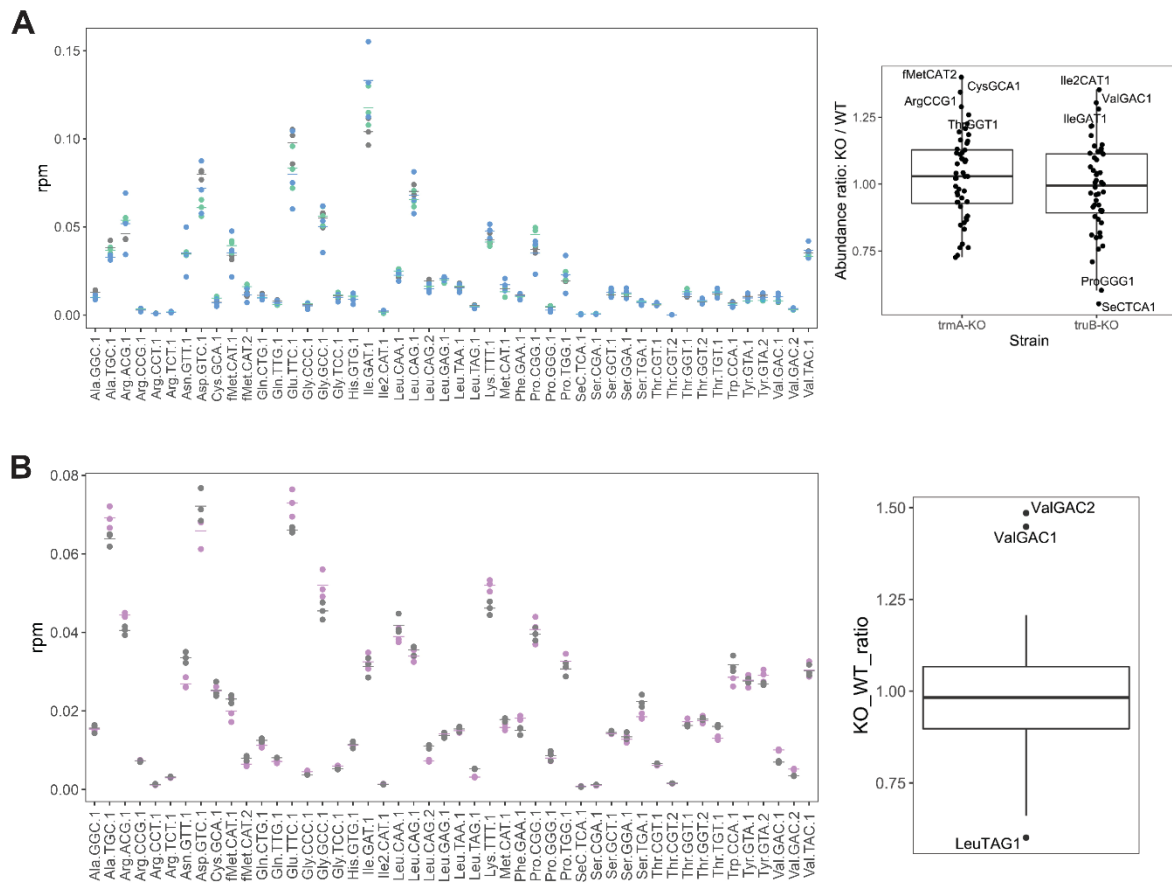 A
rpm
0.15
0.10
0.05
0.00
Ala.GGC.1
Ala.TGC.1
Arg.ACG.1
Arg.CCG.1
Arg.CCT.1
Arg.TCT.1
Asn.GTT.1
Asp.GTC.1
Cys.GCA.1
fMet.CAT.1
fMet.CAT.2
Gln.CTG.1
Gln.TTG.1
Glu.TTC.1
Gly.CCC.1
Gly.GCC.1
Gly.TCC.1
His.GTG.1
Ile.GAT.1
Ile2.CAT.1
Leu.CAA.1
Leu.CAG.1
Leu.CAG.2
Leu.GAG.1
Leu.TAA.1
Leu.TAG.1
Lys.TTT.1
Met.CAT.1
Phe.GAA.1
Pro.CGG.1
Pro.GGG.1
Pro.TGG.1
SeC.TCA.1
Ser.CGA.1
Ser.GCT.1
Ser.GGA.1
Ser.TGA.1
Thr.CGT.1
Thr.CGT.2
Thr.GGT.1
Thr.GGT.2
Thr.TGT.1
Trp.CCA.1
Tyr.GTA.1
Tyr.GTA.2
Val.GAC.1
Val.GAC.2
Val.TAC.1
Abundance ratio: KO / WT
1.25
1.00
0.75
fMetCAT2
CysGCA1
ArgCCG1
ThrGGT1
Ile2CAT1
ValGAC1
IleGAT1
ProGGG1
SeCTCA1
trmA-KO
truB-KO
Strain
B
rpm
0.08
0.06
0.04
0.02
0.00
Ala.GGC.1
Ala.TGC.1
Arg.ACG.1
Arg.CCG.1
Arg.CCT.1
Arg.TCT.1
Asn.GTT.1
Asp.GTC.1
Cys.GCA.1
fMet.CAT.1
fMet.CAT.2
Gln.CTG.1
Gln.TTG.1
Glu.TTC.1
Gly.CCC.1
Gly.GCC.1
Gly.TCC.1
His.GTG.1
Ile.GAT.1
Ile2.CAT.1
Leu.CAA.1
Leu.CAG.1
Leu.CAG.2
Leu.GAG.1
Leu.TAA.1
Leu.TAG.1
Lys.TTT.1
Met.CAT.1
Phe.GAA.1
Pro.CGG.1
Pro.GGG.1
Pro.TGG.1
SeC.TCA.1
Ser.CGA.1
Ser.GCT.1
Ser.GGA.1
Ser.TGA.1
Thr.CGT.1
Thr.CGT.2
Thr.GGT.1
Thr.GGT.2
Thr.TGT.1
Trp.CCA.1
Tyr.GTA.1
Tyr.GTA.2
Val.GAC.1
Val.GAC.2
Val.TAC.1
KO_WT_ratio
1.50
1.25
1.00
0.75
ValGAC2
ValGAC1
LeuTAG1